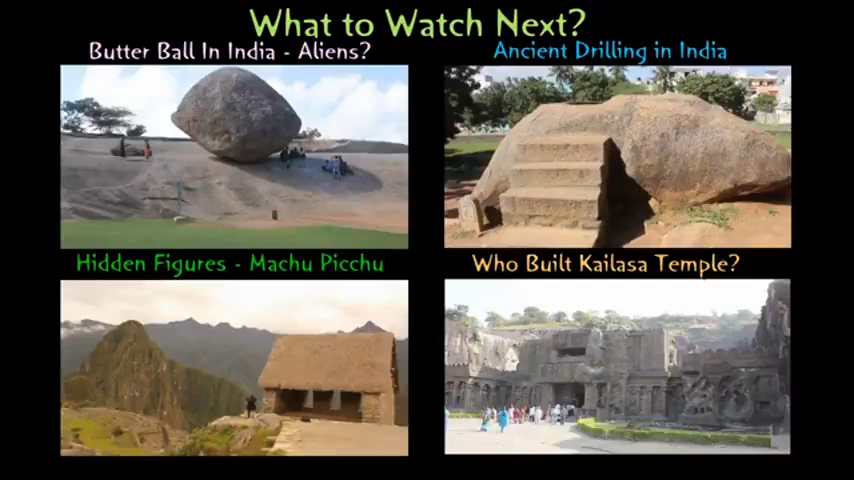 What to Watch Next?
Butter Ball In India - Aliens?
Ancient Drilling in India
Hidden Figures - Machu Picchu
Who Built Kailasa Temple?